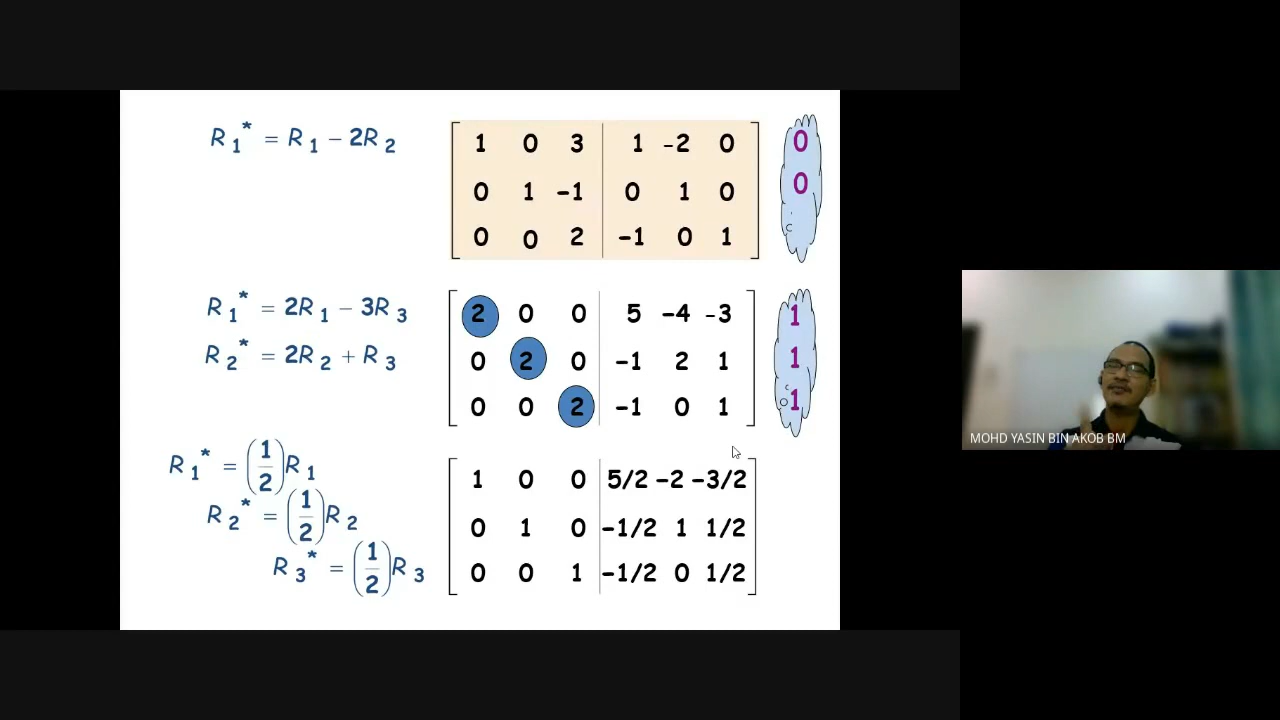 R₁* = R₁ − 2R₂
1 0 3 | 1 -2 0
0 1 -1 | 0 1 0
0 0 2 | -1 0 1
0
0
R₁* = 2R₁ − 3R₃
R₂* = 2R₂ + R₃
2 0 0 | 5 -4 -3
0 2 0 | -1 2 1
0 0 2 | -1 0 1
1
1
1
R₁* = (1/2)R₁
R₂* = (1/2)R₂
R₃* = (1/2)R₃
1 0 0 | 5/2 -2 -3/2
0 1 0 | -1/2 1 1/2
0 0 1 | -1/2 0 1/2
MOHD YASIN BIN AKOB BM